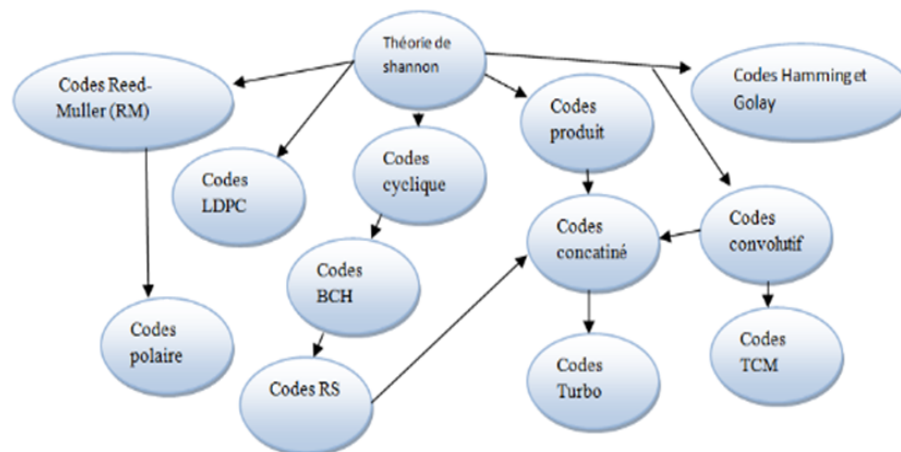 Théorie de
shannon
Codes Reed-
Muller (RM)
Codes Hamming et
Golay
Codes
produit
Codes
LDPC
Codes
cyclique
Codes
concatiné
Codes
convolutif
Codes
BCH
Codes
polaire
Codes RS
Codes
Turbo
Codes
TCM